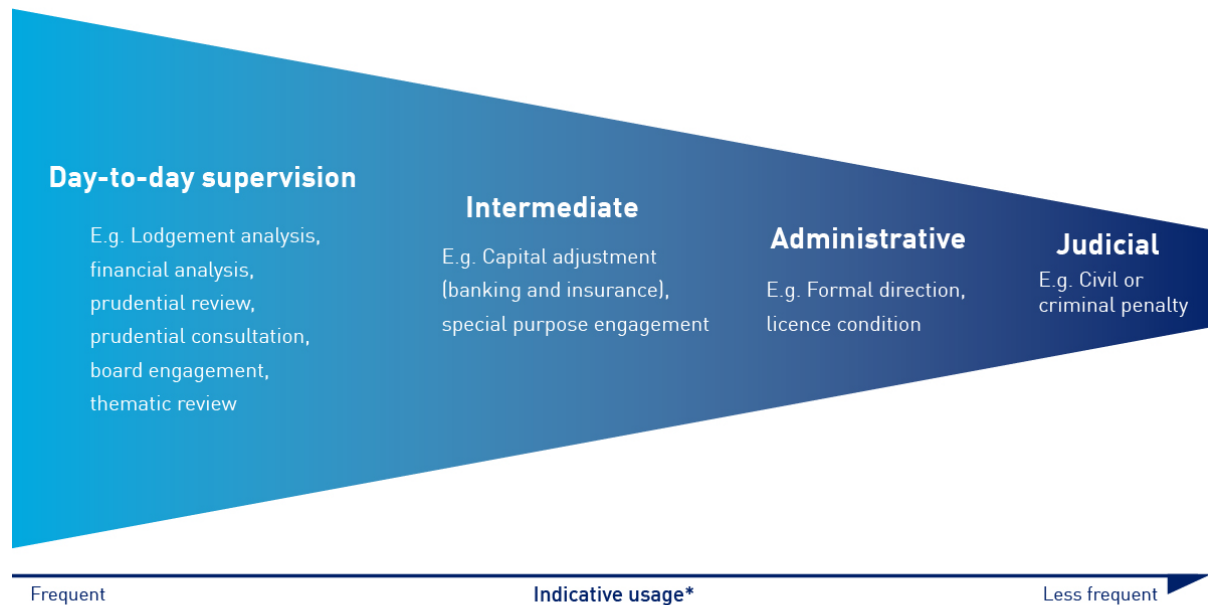 Day-to-day supervision
E.g. Lodgement analysis,
financial analysis,
prudential review,
prudential consultation,
board engagement,
thematic review
Intermediate
E.g. Capital adjustment
(banking and insurance),
special purpose engagement
Administrative
E.g. Formal direction,
licence condition
Judicial
E.g. Civil or
criminal penalty
Frequent
Indicative usage*
Less frequent